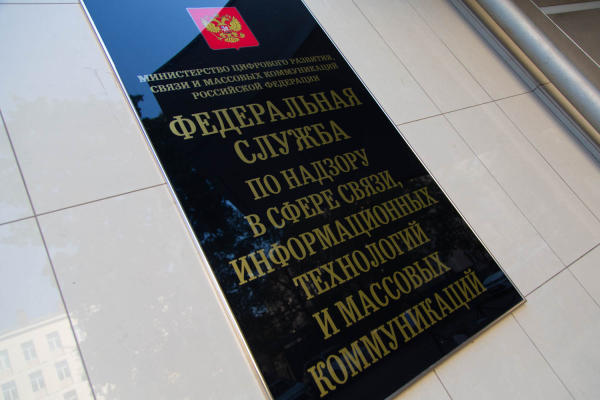 МИНИСТЕРСТВО ЦИФРОВОГО РАЗВИТИЯ,
СВЯЗИ И МАССОВЫХ КОММУНИКАЦИЙ
РОССИЙСКОЙ ФЕДЕРАЦИИ
ФЕДЕРАЛЬНАЯ
СЛУЖБА
ПО НАДЗОРУ
В СФЕРЕ СВЯЗИ,
ИНФОРМАЦИОННЫХ
ТЕХНОЛОГИЙ
И МАССОВЫХ
КОММУНИКАЦИЙ